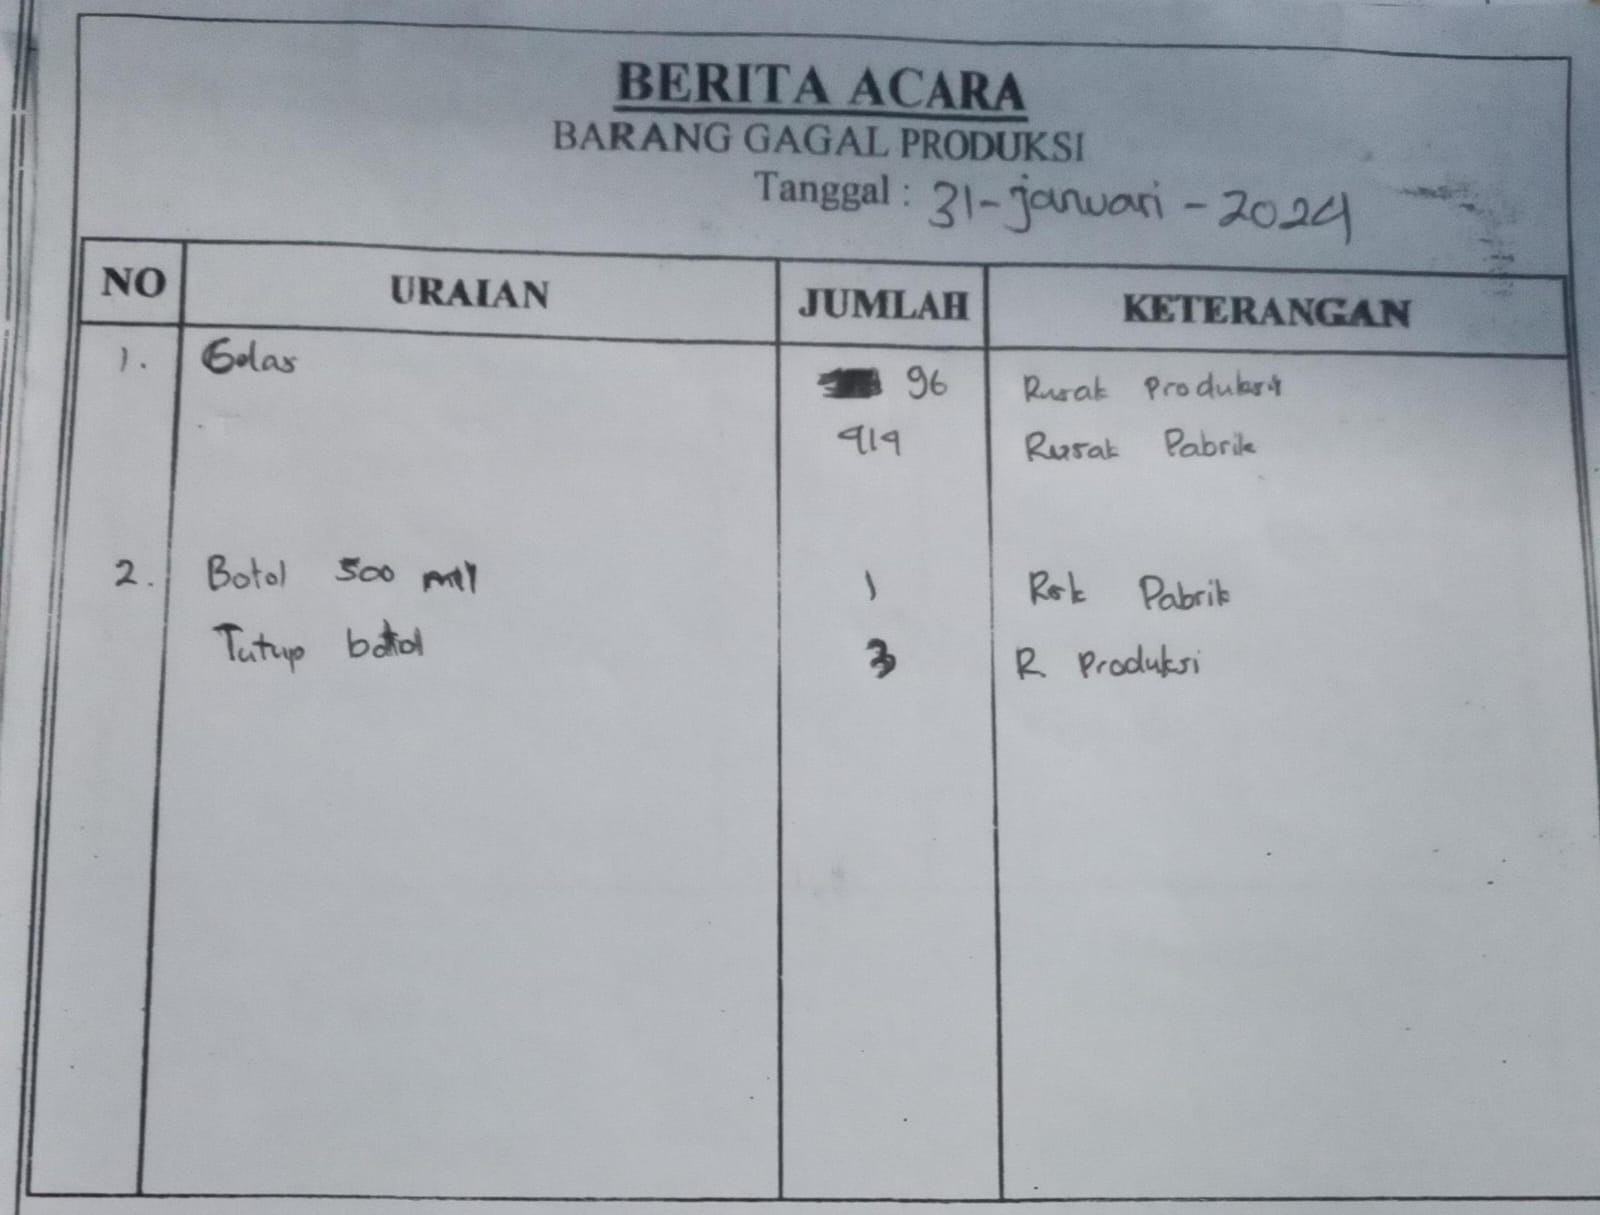 BERITA ACARA
BARANG GAGAL PRODUKSI
Tanggal : 31-januari-2024
NO URAIAN JUMLAH KETERANGAN
1. Gelas 96 Rusak Produksi
919 Rusak Pabrik
2. Botol 500 ml 1 Rsk Pabrik
Tutup botol 3 R Produksi